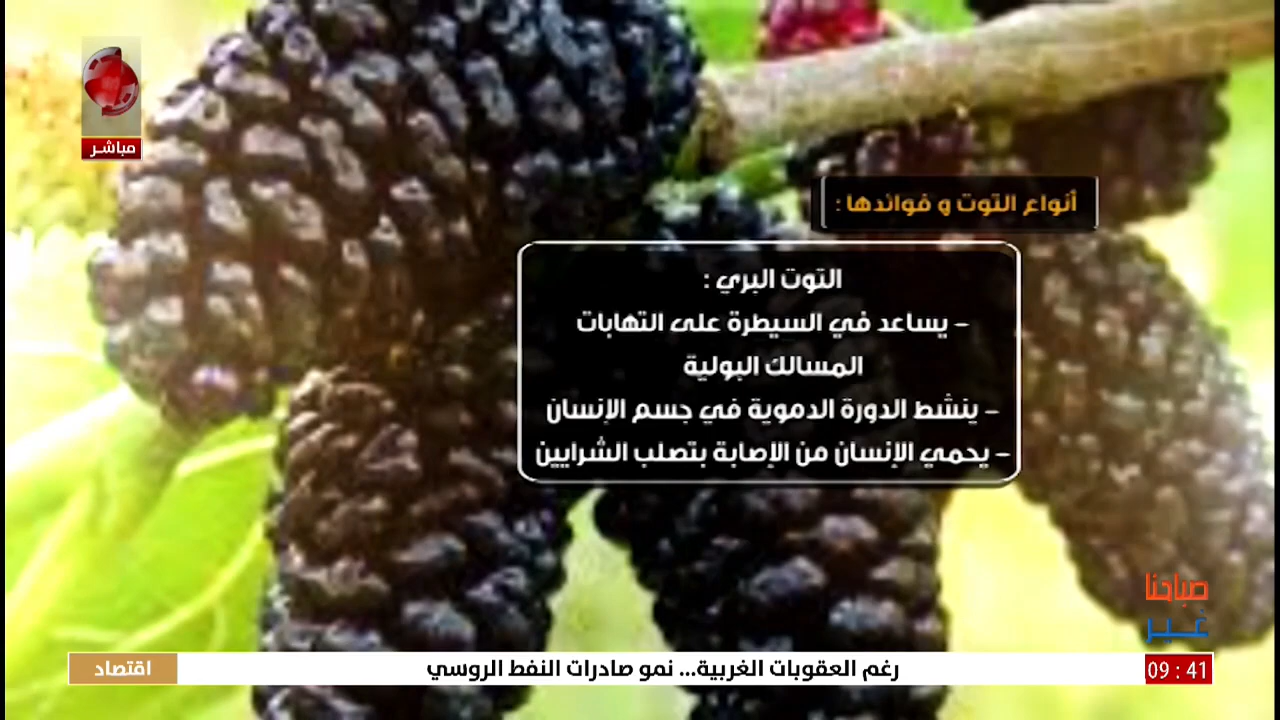 مباشر
أنواع التوت و فوائدها :
التوت البري :
– يساعد في السيطرة على التهابات
المسالك البولية
– ينشط الدورة الدموية في جسم الإنسان
– يحمي الإنسان من الإصابة بتصلب الشرايين
صباحنا
غير
رغم العقوبات الغربية... نمو صادرات النفط الروسي
اقتصاد
09 : 41